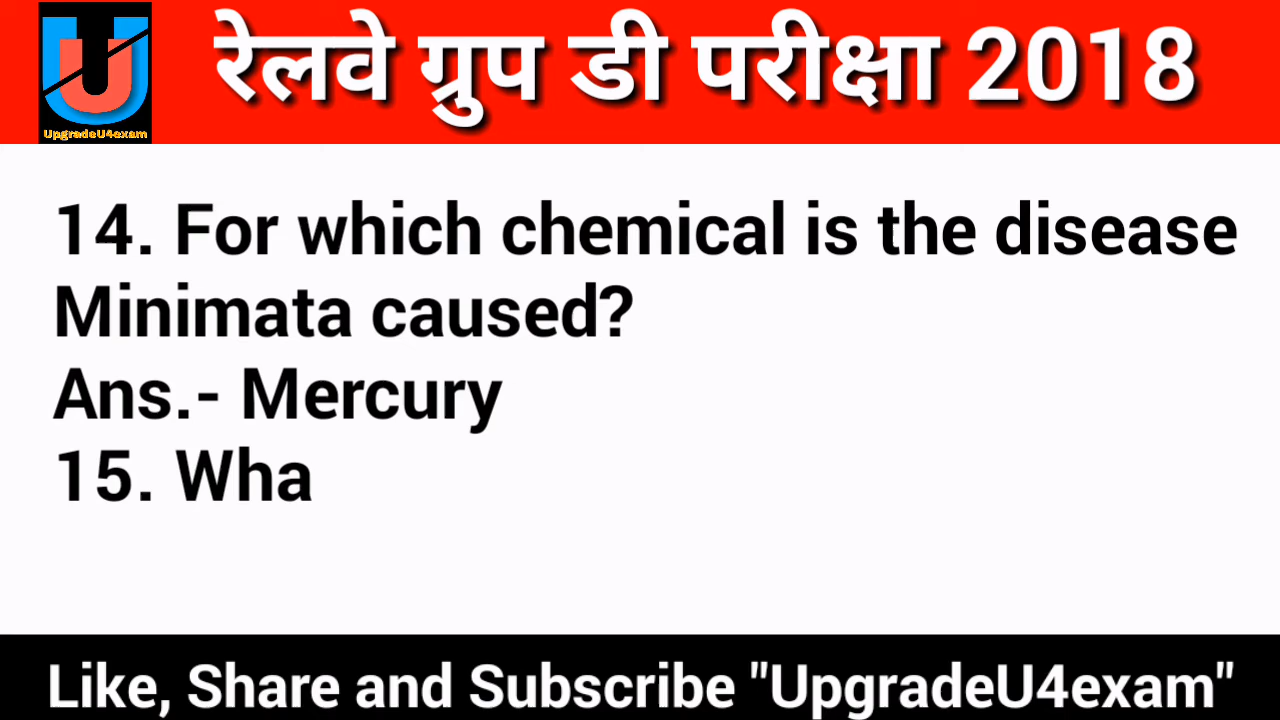 रेलवे ग्रुप डी परीक्षा 2018
UpgradeU4exam
14. For which chemical is the disease
Minimata caused?
Ans.- Mercury
15. Wha
Like, Share and Subscribe "UpgradeU4exam"